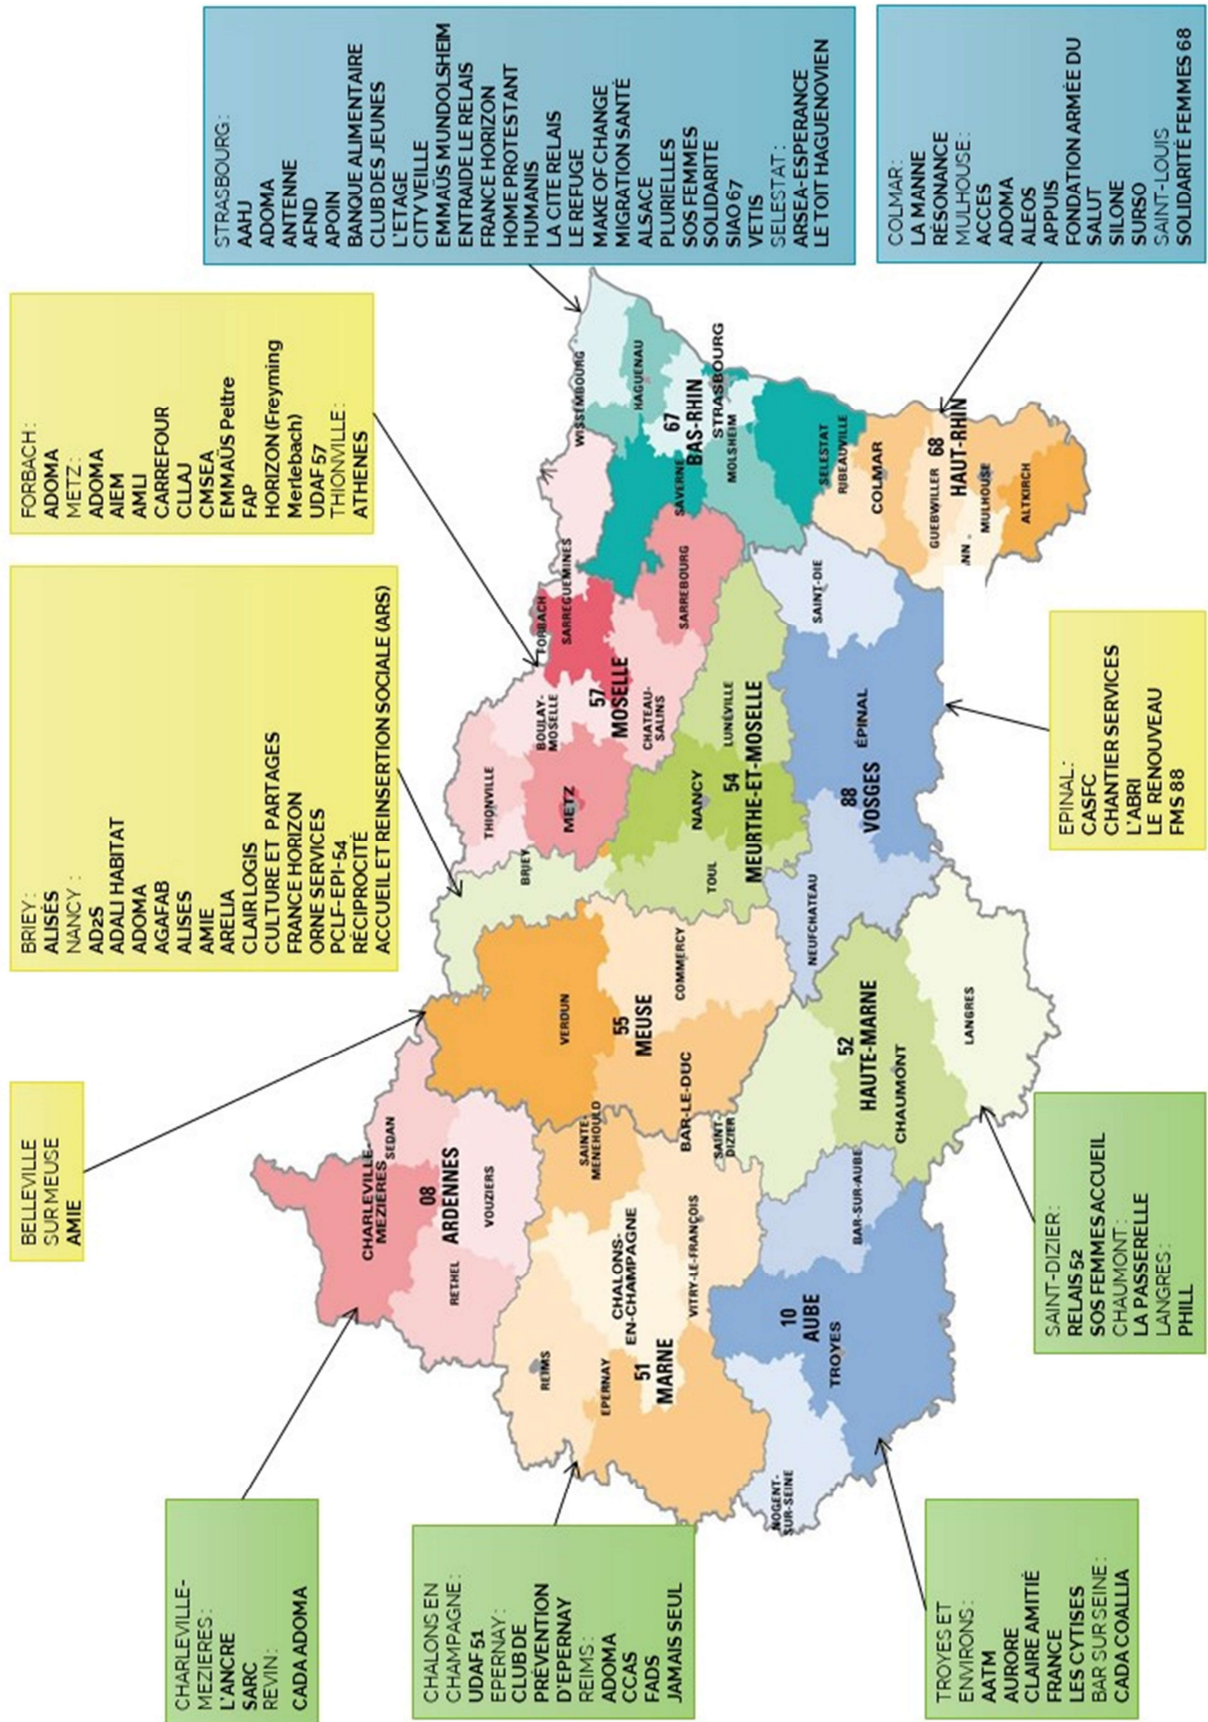 CHARLEVILLE-
MEZIERES :
L'ANCRE
SARC
REVIN :
CADA ADOMA
BELLEVILLE
SUR MEUSE
AMIE
BRIEY :
ALISÉS
NANCY :
AD2S
ADALI HABITAT
ADOMA
AGAFAB
ALISES
AMIE
ARELIA
CLAIR LOGIS
CULTURE ET PARTAGES
FRANCE HORIZON
ORNE SERVICES
PCLF-EPI-54
RÉCIPROCITÉ
ACCUEIL ET REINSERTION SOCIALE (ARS)
FORBACH :
ADOMA
METZ :
ADOMA
AIEM
AMLI
CARREFOUR
CLLAJ
CMSEA
EMMAÜS Peltre
FAP
HORIZON (Freyming
Merlebach)
UDAF 57
THIONVILLE :
ATHENES
STRASBOURG :
AAHJ
ADOMA
ANTENNE
AFND
APOIN
BANQUE ALIMENTAIRE
CLUB DES JEUNES
L'ETAGE
CITY VEILLE
EMMAÜS MUNDOLSHEIM
ENTRAIDE LE RELAIS
FRANCE HORIZON
HOME PROTESTANT
HUMANIS
LA CITE RELAIS
LE REFUGE
MAKE OF CHANGE
MIGRATION SANTÉ
ALSACE
PLURIELLES
SOS FEMMES
SOLIDARITE
SIAO 67
VETIS
SELESTAT :
ARSEA-ESPERANCE
LE TOIT HAGUENOVIEN
COLMAR :
LA MANNE
RÉSONANCE
MULHOUSE :
ACCES
ADOMA
ALEOS
APPUIS
FONDATION ARMÉE DU
SALUT
SILONE
SURSO
SAINT-LOUIS
SOLIDARITÉ FEMMES 68
EPINAL :
CASFC
CHANTIER SERVICES
L'ABRI
LE RENOUVEAU
FMS 88
SAINT-DIZIER :
RELAIS 52
SOS FEMMES ACCUEIL
CHAUMONT :
LA PASSERELLE
LANGRES :
PHILL
TROYES ET
ENVIRONS :
AATM
AURORE
CLAIRE AMITIÉ
FRANCE
LES CYTISES
BAR SUR SEINE :
CADA COALLIA
CHALONS EN
CHAMPAGNE :
UDAF 51
EPERNAY :
CLUB DE
PRÉVENTION
D'EPERNAY
REIMS :
ADOMA
CCAS
FADS
JAMAIS SEUL
CHARLEVILLE-
MEZIÈRES
SEDAN
08
ARDENNES
RETHEL
VOUZIERS
REIMS
EPERNAY
51
MARNE
CHALONS-
EN-CHAMPAGNE
SAINTE-
MENEHOULD
VITRY-LE-FRANÇOIS
NOGENT-
SUR-SEINE
10
AUBE
TROYES
BAR-SUR-AUBE
VERDUN
55
MEUSE
COMMERCY
BAR-LE-DUC
SAINT-
DIZIER
52
HAUTE-MARNE
CHAUMONT
LANGRES
BRIEY
TOUL
NANCY
54
MEURTHE-ET-MOSELLE
LUNÉVILLE
NEUFCHATEAU
88
VOSGES
ÉPINAL
SAINT-DIE
THIONVILLE
METZ
BOULAY-
MOSELLE
57
MOSELLE
CHATEAU-
SALINS
FORBACH
SARREGUEMINES
SARREBOURG
WISSEMBOURG
HAGUENAU
67
BAS-RHIN
STRASBOURG
SAVERNE
MOLSHEIM
SELESTAT
RIBEAUVILLE
COLMAR
GUEBWILLER
68
HAUT-RHIN
NN
MULHOUSE
ALTKIRCH